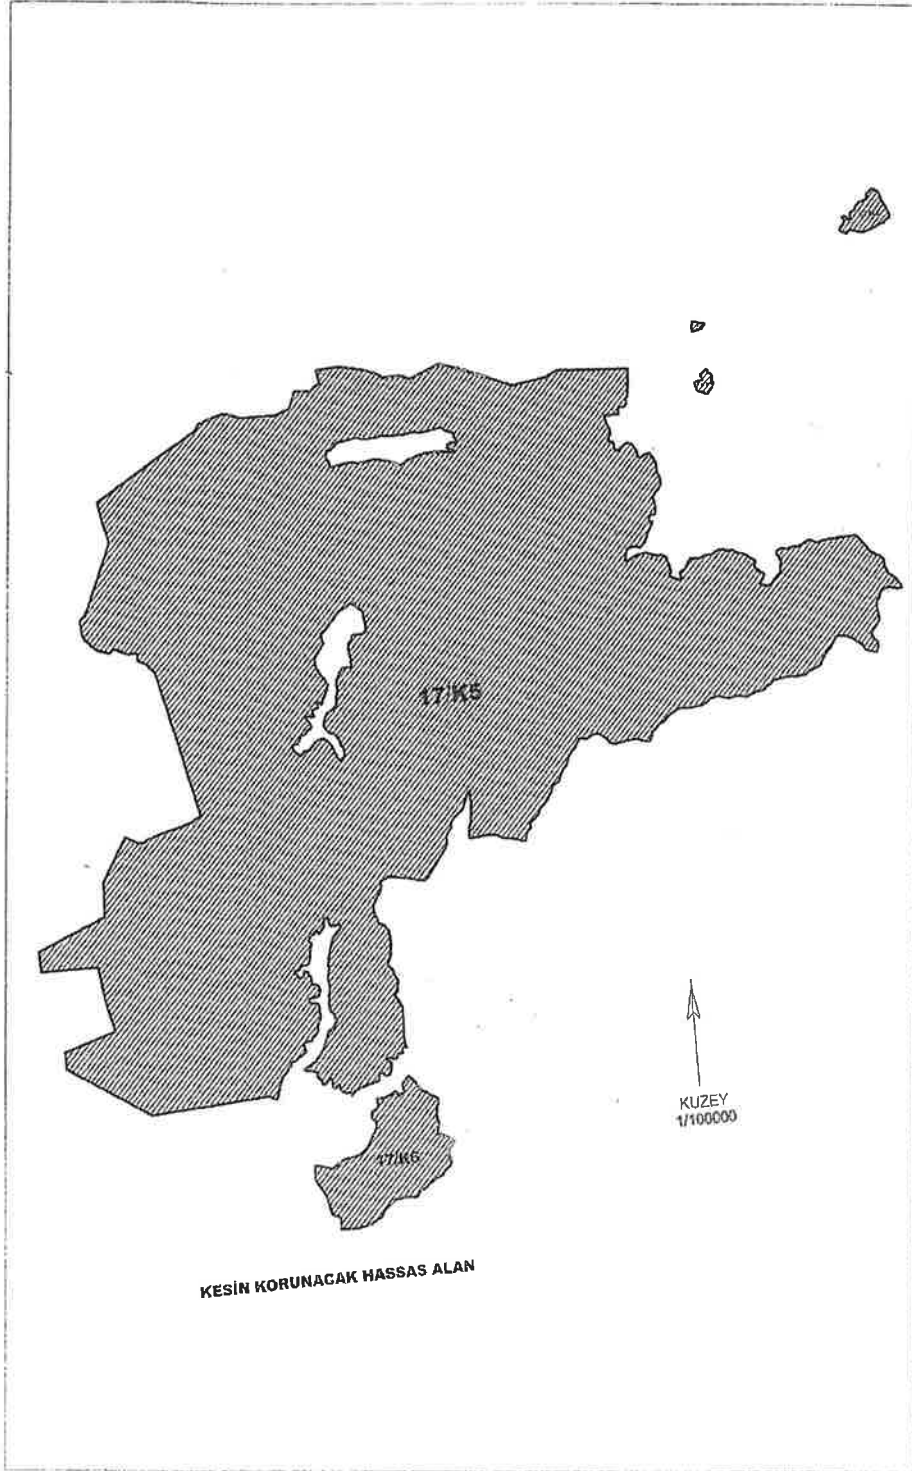 17/K5
KUZEY
1/100000
17/K6
KESİN KORUNACAK HASSAS ALAN